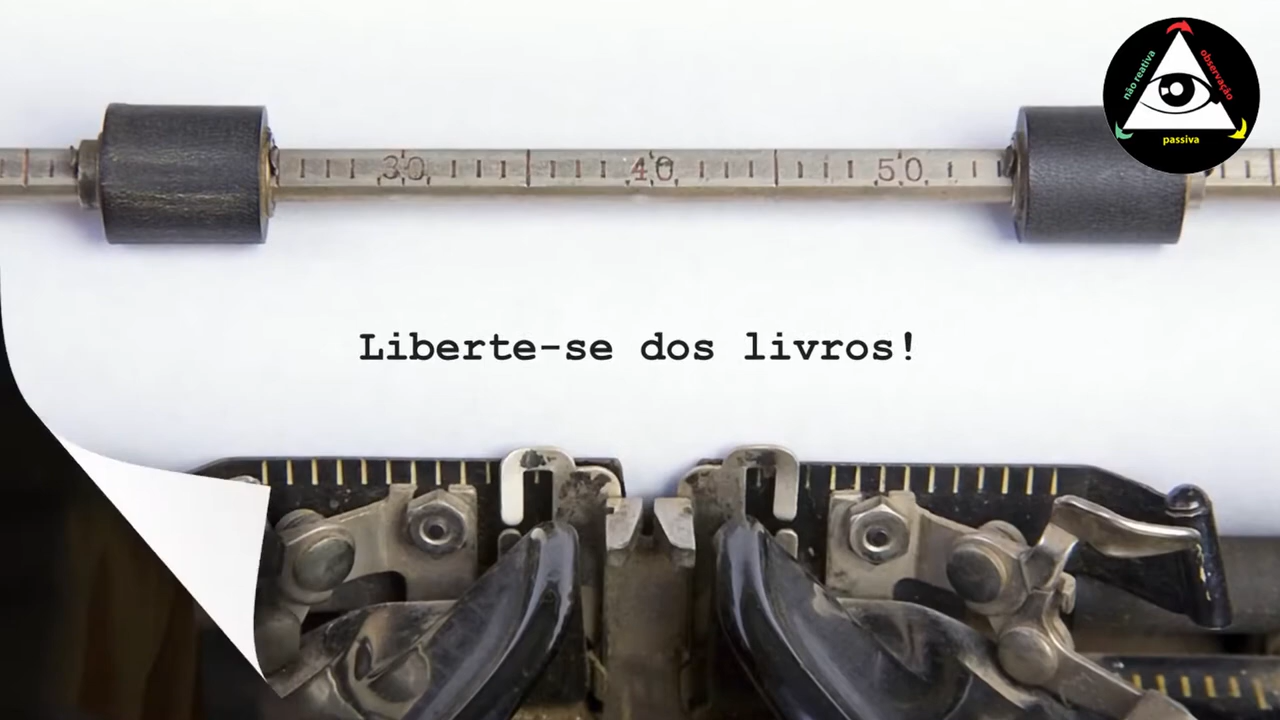 não reativa
observação
passiva
30 40 50
Liberte-se dos livros!